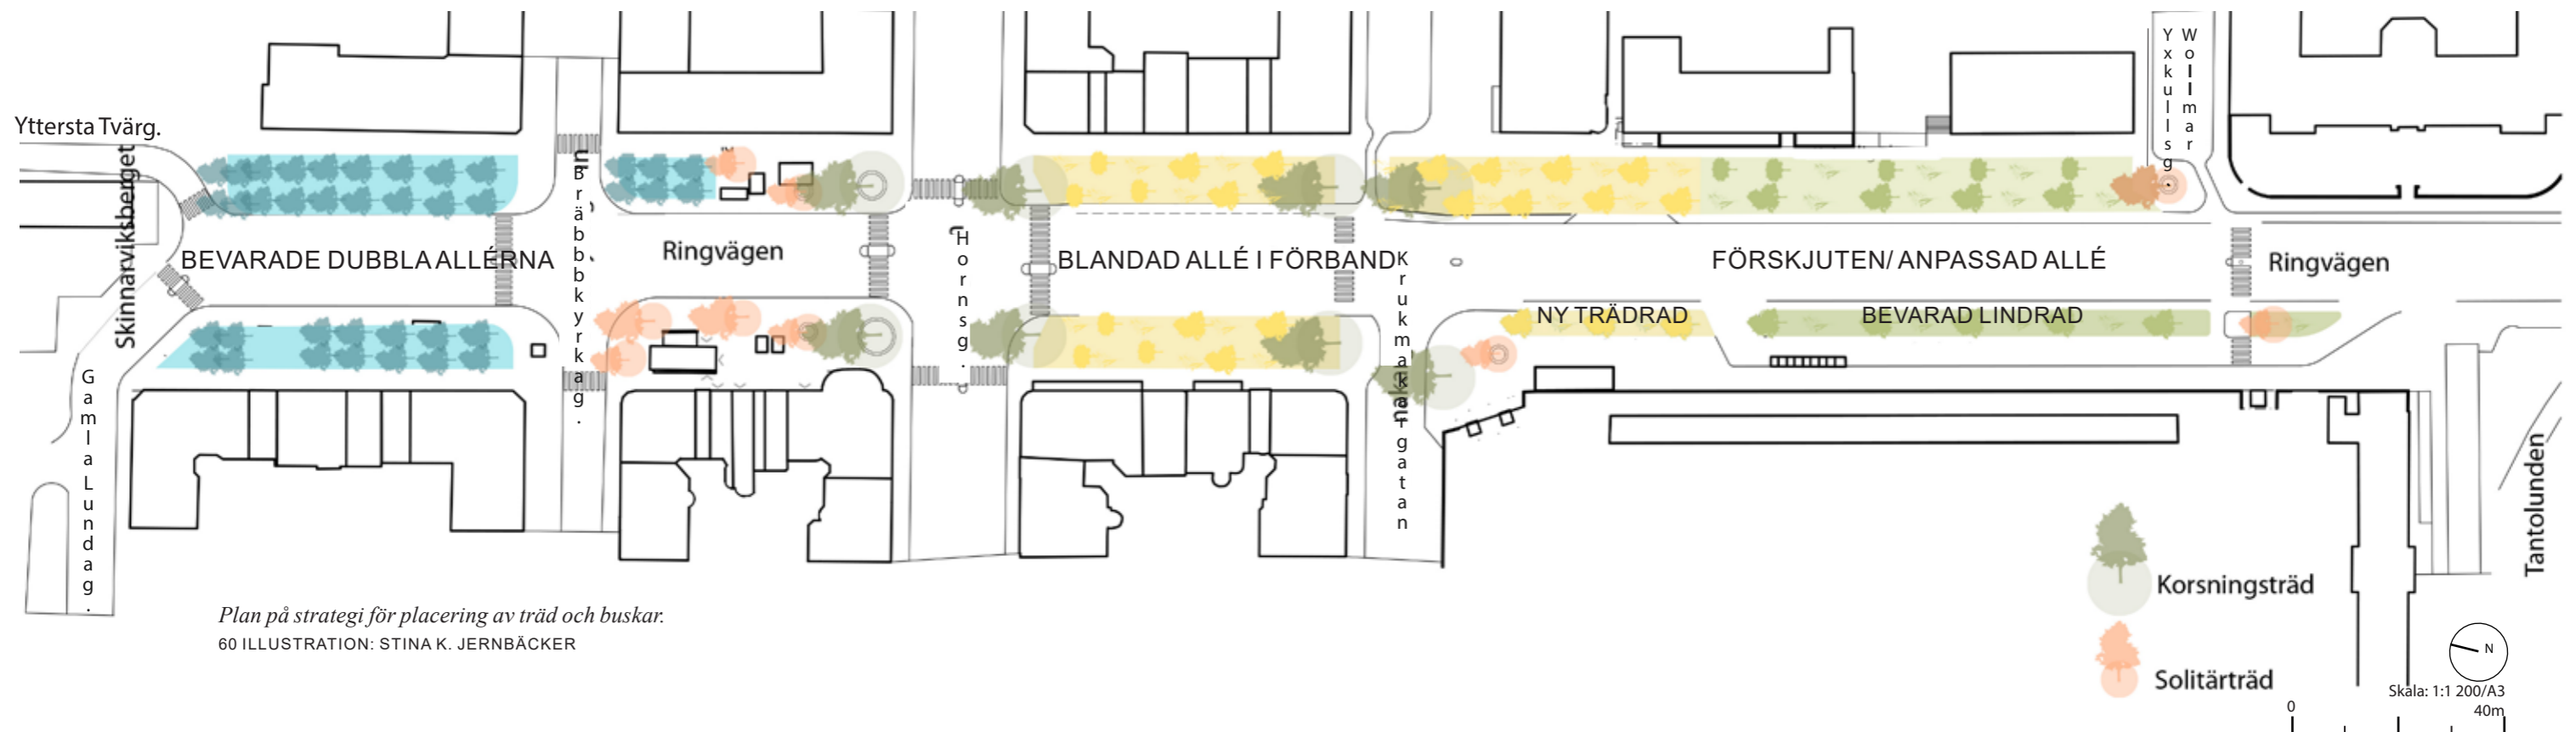 Yttersta Tvärg.
Skinnarviksberget
Gamla Lundag.
BEVARADE DUBBLA ALLÉRNA
Bräbbbkyrkag.
Ringvägen
Hornsg.
BLANDAD ALLÉ I FÖRBAND
Krukmakargatan
FÖRSKJUTEN/ ANPASSAD ALLÉ
NY TRÄDRAD
BEVARAD LINDRAD
Wollmar
Yxkullsg
Ringvägen
Tantolunden
Korsningsträd
Solitärträd
N
Skala: 1:1 200/A3
0
40m
Plan på strategi för placering av träd och buskar.
60 ILLUSTRATION: STINA K. JERNBÄCKER